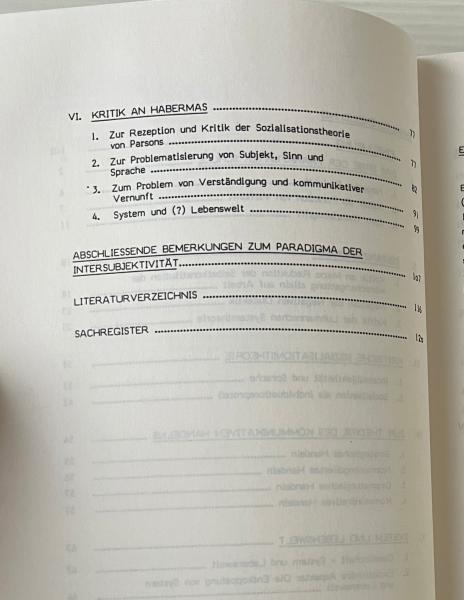 VI. KRITIK AN HABERMAS ........ 77
1. Zur Rezeption und Kritik der Sozialisationstheorie
von Parsons ........ 77
2. Zur Problematisierung von Subjekt, Sinn und
Sprache ........ 82
3. Zum Problem von Verständigung und kommunikativer
Vernunft ........ 91
4. System und (?) Lebenswelt ........ 99
ABSCHLIESSENDE BEMERKUNGEN ZUM PARADIGMA DER
INTERSUBJEKTIVITÄT ........ 107
LITERATURVERZEICHNIS ........ 116
SACHREGISTER ........